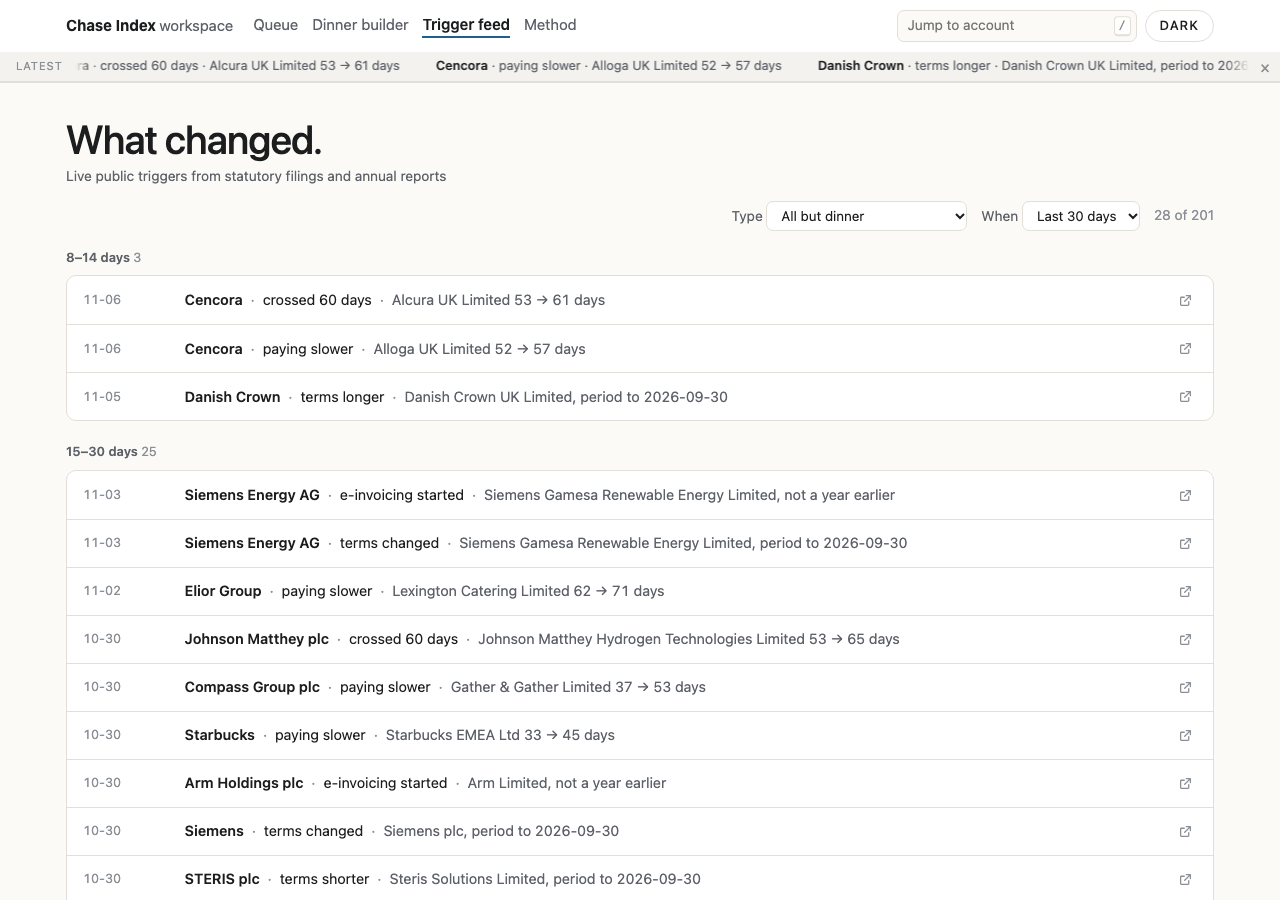 Chase Index workspace Queue Dinner builder Trigger feed Method Jump to account / DARK
LATEST ra · crossed 60 days · Alcura UK Limited 53 → 61 days Cencora · paying slower · Alloga UK Limited 52 → 57 days Danish Crown · terms longer · Danish Crown UK Limited, period to 2026 ×
What changed.
Live public triggers from statutory filings and annual reports
Type All but dinner When Last 30 days 28 of 201
8–14 days 3
11-06 Cencora · crossed 60 days · Alcura UK Limited 53 → 61 days
11-06 Cencora · paying slower · Alloga UK Limited 52 → 57 days
11-05 Danish Crown · terms longer · Danish Crown UK Limited, period to 2026-09-30
15–30 days 25
11-03 Siemens Energy AG · e-invoicing started · Siemens Gamesa Renewable Energy Limited, not a year earlier
11-03 Siemens Energy AG · terms changed · Siemens Gamesa Renewable Energy Limited, period to 2026-09-30
11-02 Elior Group · paying slower · Lexington Catering Limited 62 → 71 days
10-30 Johnson Matthey plc · crossed 60 days · Johnson Matthey Hydrogen Technologies Limited 53 → 65 days
10-30 Compass Group plc · paying slower · Gather & Gather Limited 37 → 53 days
10-30 Starbucks · paying slower · Starbucks EMEA Ltd 33 → 45 days
10-30 Arm Holdings plc · e-invoicing started · Arm Limited, not a year earlier
10-30 Siemens · terms changed · Siemens plc, period to 2026-09-30
10-30 STERIS plc · terms shorter · Steris Solutions Limited, period to 2026-09-30